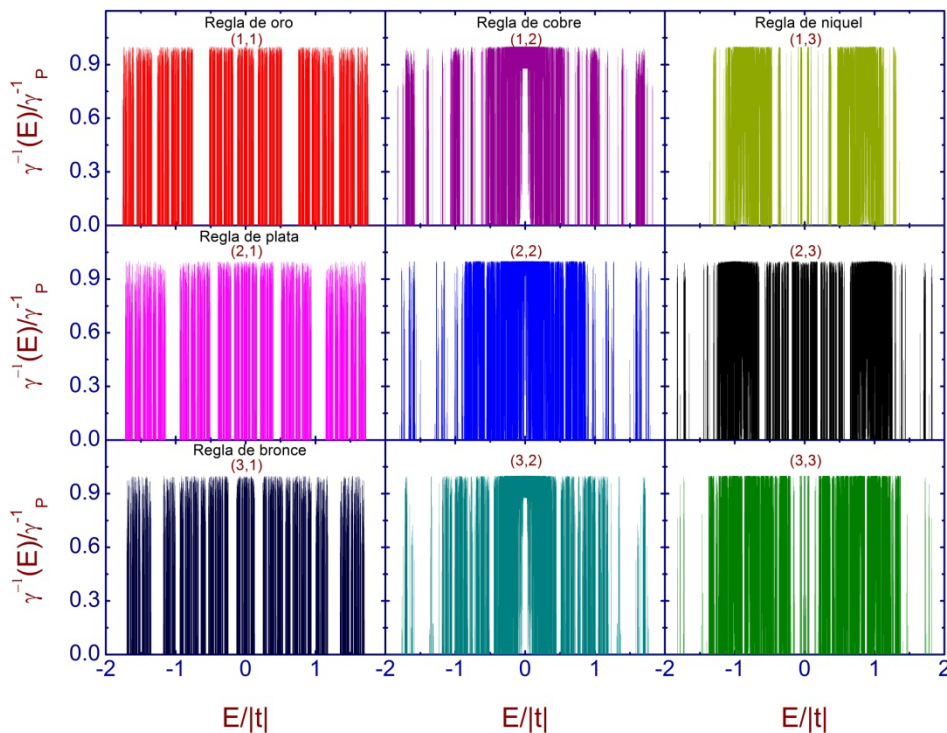 Regla de oro
(1,1)
Regla de cobre
(1,2)
Regla de niquel
(1,3)
γ⁻¹(E)/γ⁻¹P
0.9
0.6
0.3
0.0
Regla de plata
(2,1)
(2,2)
(2,3)
γ⁻¹(E)/γ⁻¹P
0.9
0.6
0.3
0.0
Regla de bronce
(3,1)
(3,2)
(3,3)
γ⁻¹(E)/γ⁻¹P
0.9
0.6
0.3
0.0
-2 -1 0 1 -2 -1 0 1 2 -1 0 1 2
E/|t| E/|t| E/|t|